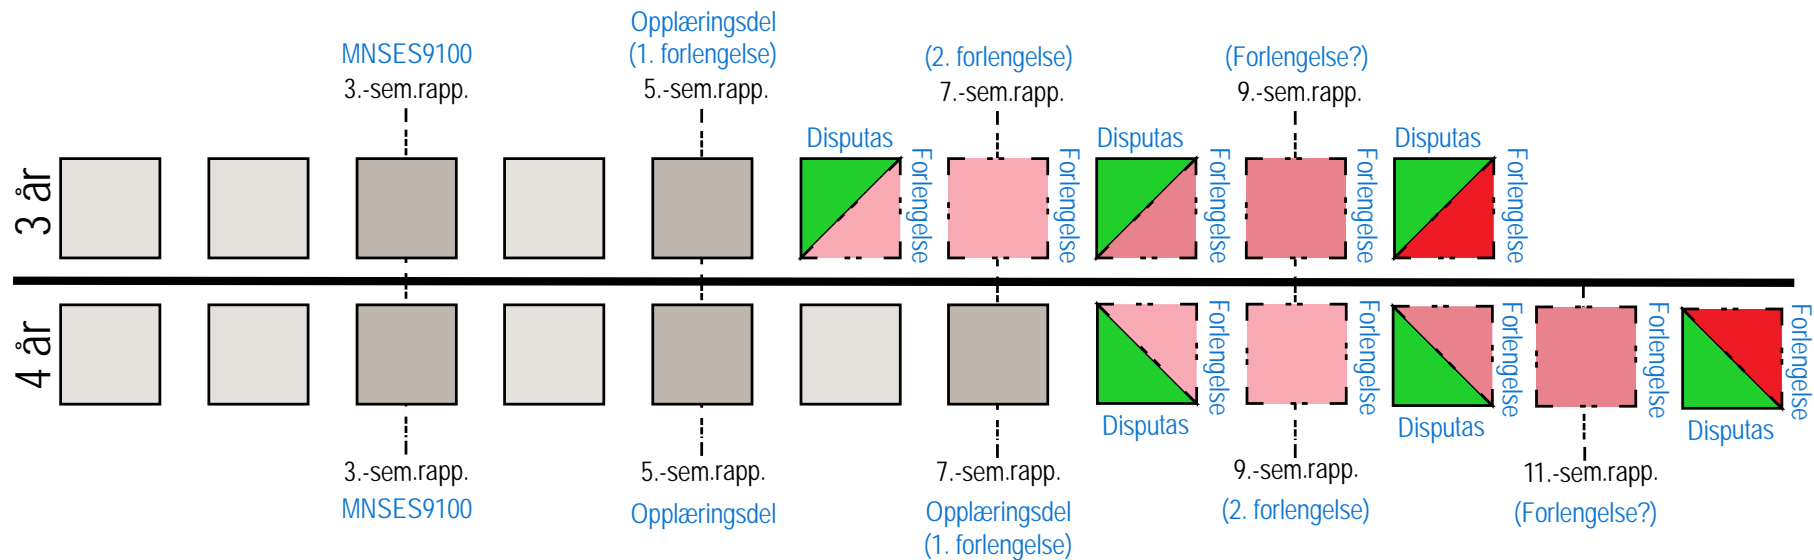 Opplæringsdel
MNSES9100
(1. forlengelse)
(2. forlengelse)
(Forlengelse?)
3.-sem.rapp.
5.-sem.rapp.
7.-sem.rapp.
9.-sem.rapp.
Disputas
Disputas
Disputas
3 år
Forlengelse
Forlengelse
Forlengelse
Forlengelse
Forlengelse
4 år
Forlengelse
Forlengelse
Forlengelse
Forlengelse
Forlengelse
Disputas
Disputas
Disputas
3.-sem.rapp.
5.-sem.rapp.
7.-sem.rapp.
9.-sem.rapp.
11.-sem.rapp.
MNSES9100
Opplæringsdel
Opplæringsdel
(1. forlengelse)
(2. forlengelse)
(Forlengelse?)